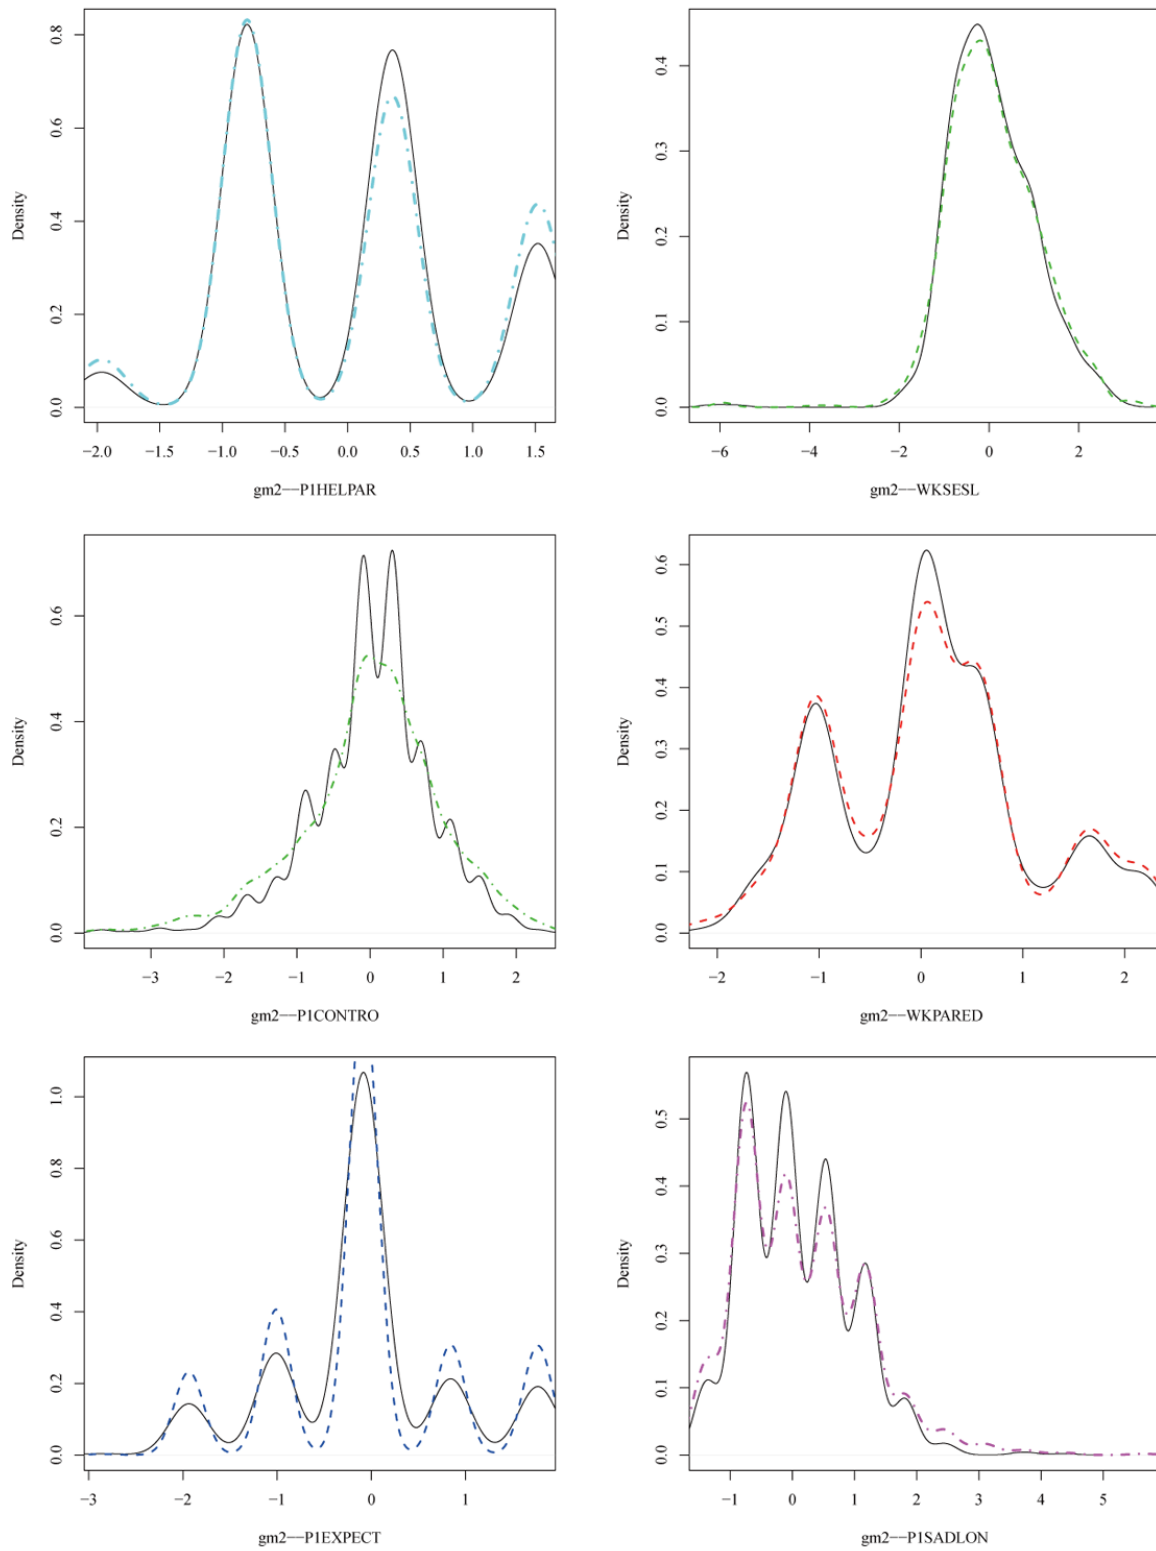 Density
0.0 0.2 0.4 0.6 0.8
−2.0 −1.5 −1.0 −0.5 0.0 0.5 1.0 1.5
gm2−−P1HELPAR
Density
0.0 0.1 0.2 0.3 0.4
−6 −4 −2 0 2
gm2−−WKSESL
Density
0.0 0.2 0.4 0.6
−3 −2 −1 0 1 2
gm2−−P1CONTRO
Density
0.0 0.1 0.2 0.3 0.4 0.5 0.6
−2 −1 0 1 2
gm2−−WKPARED
Density
0.0 0.2 0.4 0.6 0.8 1.0
−3 −2 −1 0 1
gm2−−P1EXPECT
Density
0.0 0.1 0.2 0.3 0.4 0.5
−1 0 1 2 3 4 5
gm2−−P1SADLON